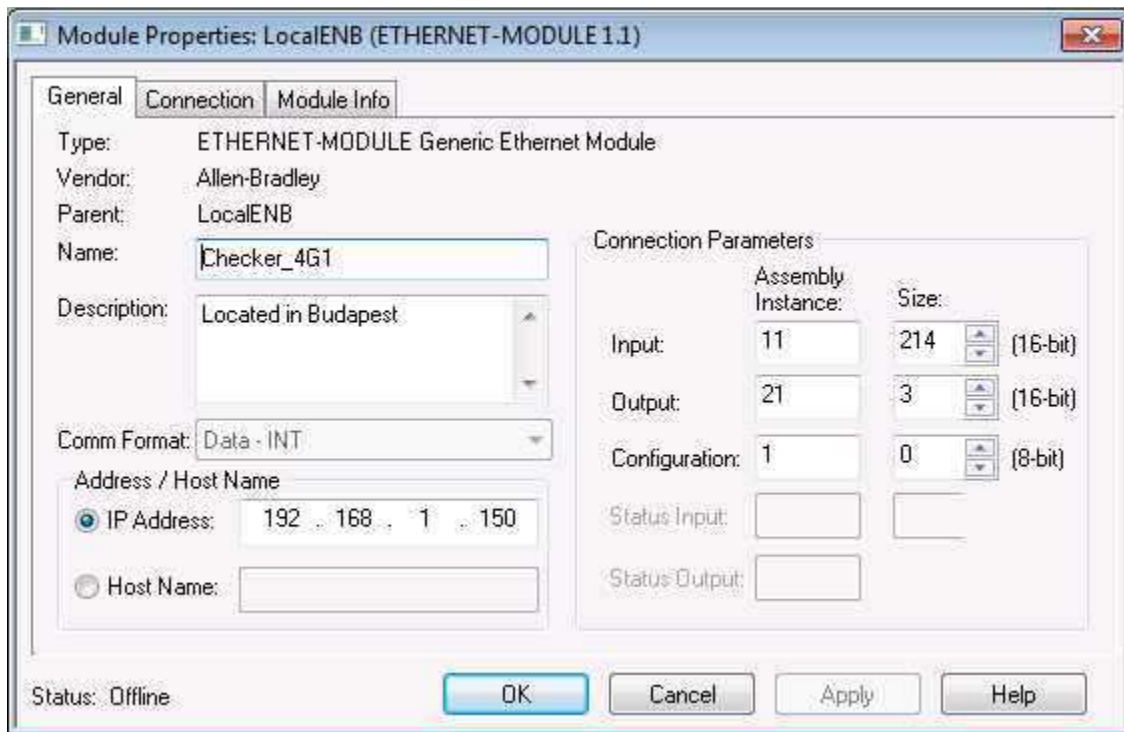 Module Properties: LocalENB (ETHERNET-MODULE 1.1)
General Connection Module Info
Type: ETHERNET-MODULE Generic Ethernet Module
Vendor: Allen-Bradley
Parent: LocalENB
Name: Checker_4G1
Description: Located in Budapest
Comm Format: Data - INT
Address / Host Name
IP Address: 192 . 168 . 1 . 150
Host Name:
Connection Parameters
Assembly
Instance: Size:
Input: 11 214 (16-bit)
Output: 21 3 (16-bit)
Configuration: 1 0 (8-bit)
Status Input:
Status Output:
Status: Offline OK Cancel Apply Help